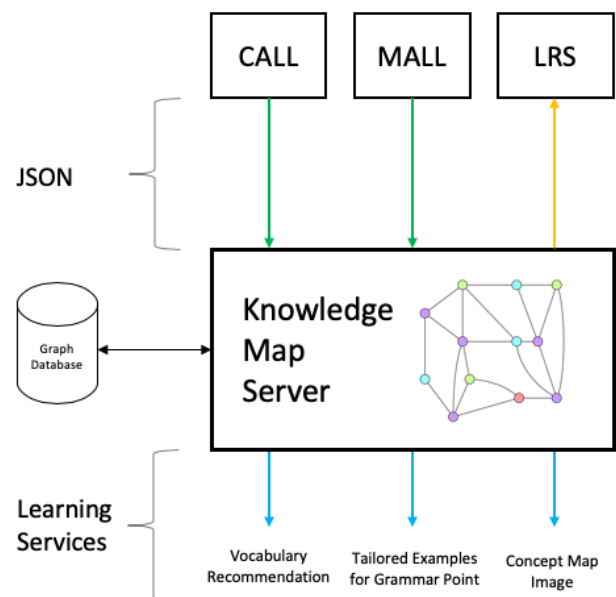 CALL
MALL
LRS
JSON
Knowledge
Map
Server
Graph
Database
Learning
Services
Vocabulary
Recommendation
Tailored Examples
for Grammar Point
Concept Map
Image